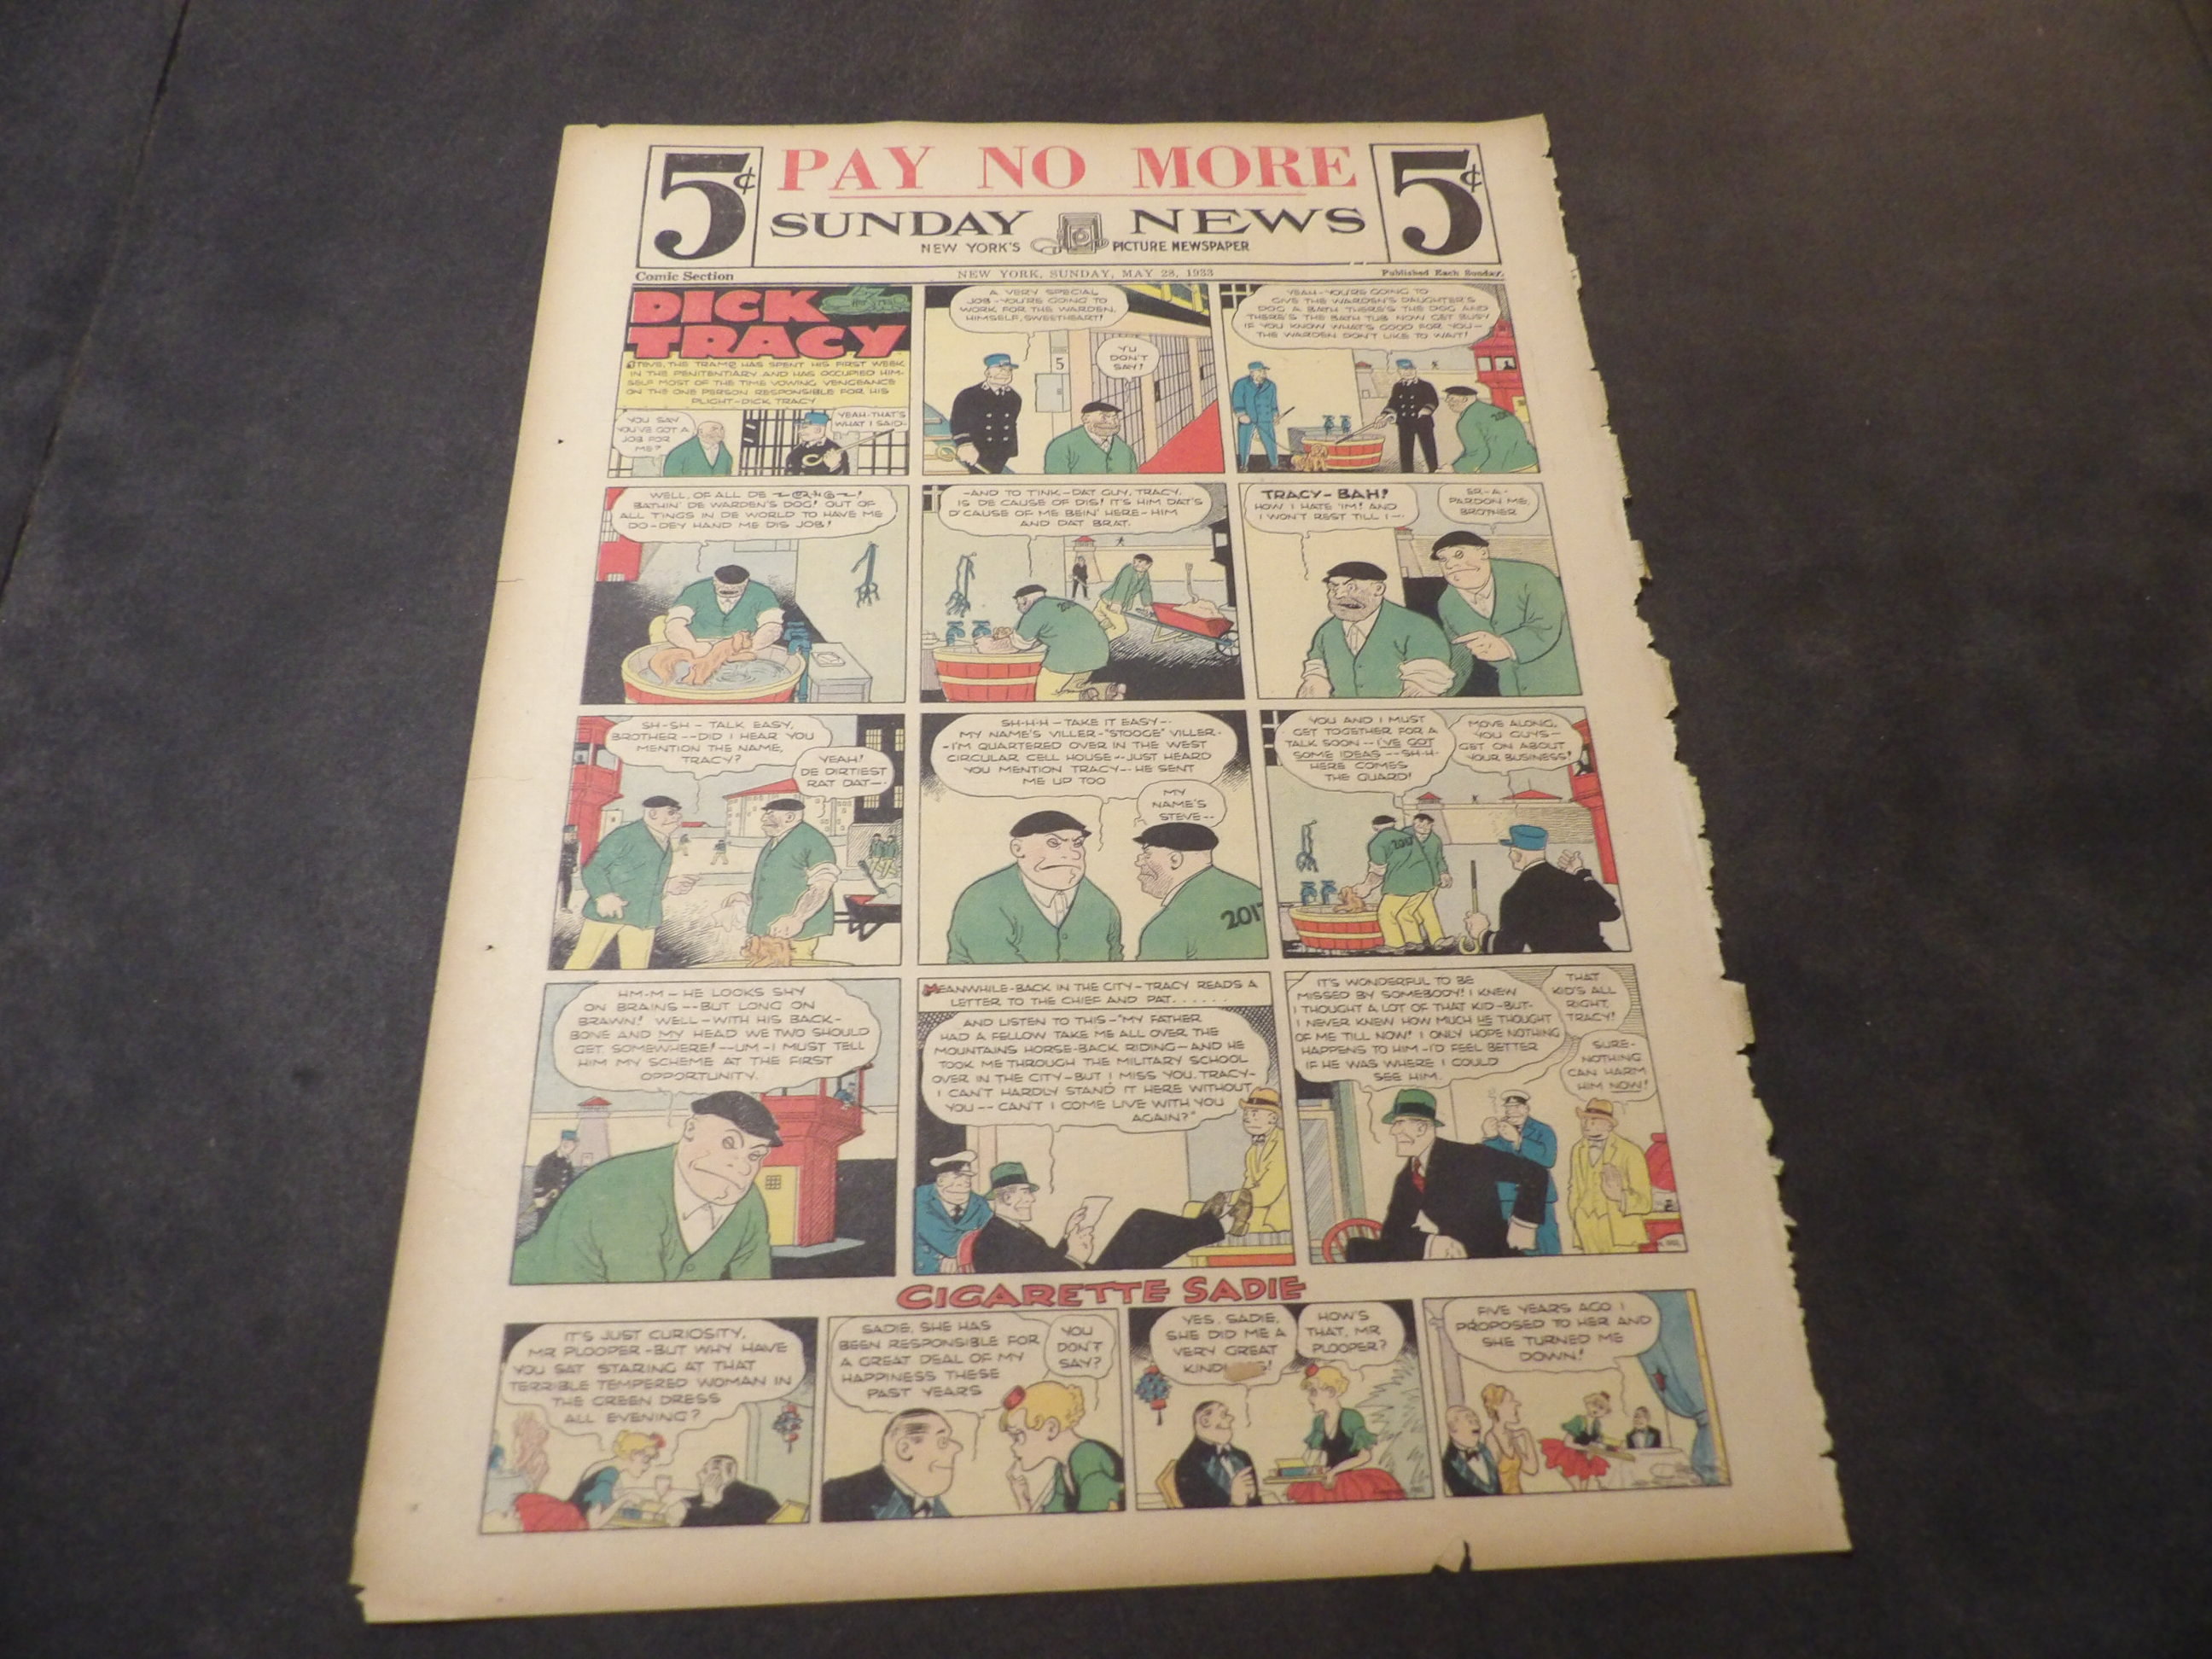 5¢
PAY NO MORE
5¢
SUNDAY NEWS
NEW YORK'S PICTURE NEWSPAPER
Comic Section
NEW YORK, SUNDAY, MAY 28, 1933
Published Each Sunday
DICK
TRACY
STEVE, THE TRAMP HAS SPENT HIS FIRST WEEK
IN THE PENITENTIARY AND HAS OCCUPIED HIM-
SELF MOST OF THE TIME VOWING VENGEANCE
ON THE ONE PERSON RESPONSIBLE FOR HIS
PLIGHT-DICK TRACY
YOU SAY
YOU'VE GOT A
JOB FOR
ME?
YEAH-THAT'S
WHAT I SAID-
A VERY SPECIAL
JOB-YOU'RE GOING TO
WORK FOR THE WARDEN,
HIMSELF, SWEETHEART!
YU
DON'T
SAY?
5
YEAH-YOU'RE GOING TO
GIVE THE WARDEN'S DAUGHTER'S
DOG A BATH THERE'S THE DOG AND
THERE'S THE BATH TUB NOW GET BUSY
IF YOU KNOW WHAT'S GOOD FOR YOU-
THE WARDEN DON'T LIKE TO WAIT!
WELL, OF ALL DE
BATHIN' DE WARDEN'S DOG! OUT OF
ALL TINGS IN DE WORLD TO HAVE ME
DO-DEY HAND ME DIS JOB!
-AND TO TINK-DAT GUY, TRACY,
IS DE CAUSE OF DIS! IT'S HIM DAT'S
D'CAUSE OF ME BEIN' HERE-HIM
AND DAT BRAT.
TRACY-BAH!
HOW I HATE 'IM! AND
I WON'T REST TILL I--
ER-A-
PARDON ME,
BROTHER
SH-SH- TALK EASY,
BROTHER--DID I HEAR YOU
MENTION THE NAME,
TRACY?
YEAH!
DE DIRTIEST
RAT DAT-
SH-H-H-TAKE IT EASY-
MY NAME'S VILLER-"STOOGE" VILLER-
-I'M QUARTERED OVER IN THE WEST
CIRCULAR CELL HOUSE--JUST HEARD
YOU MENTION TRACY--HE SENT
ME UP TOO
MY
NAME'S
STEVE--
201
YOU AND I MUST
GET TOGETHER FOR A
TALK SOON--I'VE GOT
SOME IDEAS--SH-H-
HERE COMES
THE GUARD!
MOVE ALONG,
YOU GUYS-
GET ON ABOUT
YOUR BUSINESS!
HM-M-HE LOOKS SHY
ON BRAINS--BUT LONG ON
BRAWN! WELL-WITH HIS BACK-
BONE AND MY HEAD WE TWO SHOULD
GET SOMEWHERE!--UM-I MUST TELL
HIM MY SCHEME AT THE FIRST
OPPORTUNITY.
MEANWHILE-BACK IN THE CITY-TRACY READS A
LETTER TO THE CHIEF AND PAT......
AND LISTEN TO THIS-"MY FATHER
HAD A FELLOW TAKE ME ALL OVER THE
MOUNTAINS HORSE-BACK RIDING-AND HE
TOOK ME THROUGH THE MILITARY SCHOOL
OVER IN THE CITY-BUT I MISS YOU, TRACY-
I CAN'T HARDLY STAND IT HERE WITHOUT
YOU--CAN'T I COME LIVE WITH YOU
AGAIN?"
IT'S WONDERFUL TO BE
MISSED BY SOMEBODY! I KNEW
I THOUGHT A LOT OF THAT KID-BUT-
I NEVER KNEW HOW MUCH HE THOUGHT
OF ME TILL NOW! I ONLY HOPE NOTHING
HAPPENS TO HIM-I'D FEEL BETTER
IF HE WAS WHERE I COULD
SEE HIM.
THAT
KID'S ALL
RIGHT,
TRACY!
SURE-
NOTHING
CAN HARM
HIM NOW!
CIGARETTE SADIE
IT'S JUST CURIOSITY,
MR PLOOPER-BUT WHY HAVE
YOU SAT STARING AT THAT
TERRIBLE TEMPERED WOMAN IN
THE GREEN DRESS
ALL EVENING?
SADIE, SHE HAS
BEEN RESPONSIBLE FOR
A GREAT DEAL OF MY
HAPPINESS THESE
PAST YEARS
YOU
DON'T
SAY?
YES, SADIE,
SHE DID ME A
VERY GREAT
HOW'S
THAT, MR
PLOOPER?
FIVE YEARS AGO I
PROPOSED TO HER AND
SHE TURNED ME
DOWN!